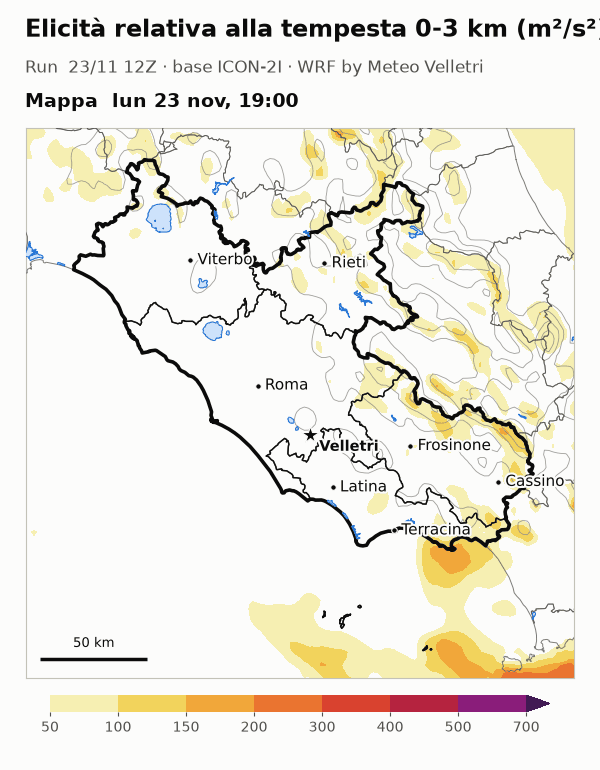 Elicità relativa alla tempesta 0-3 km (m²/s²)
Run  23/11 12Z · base ICON-2I · WRF by Meteo Velletri
Mappa  lun 23 nov, 19:00
Viterbo
Rieti
Roma
Velletri
Frosinone
Cassino
Latina
Terracina
50 km
50 100 150 200 300 400 500 700